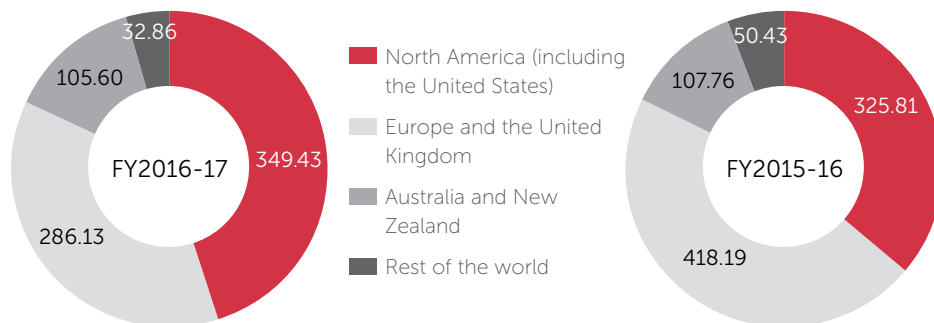 32.86
105.60
349.43
286.13
FY2016-17
North America (including
the United States)
Europe and the United
Kingdom
Australia and New
Zealand
Rest of the world
50.43
107.76
325.81
418.19
FY2015-16